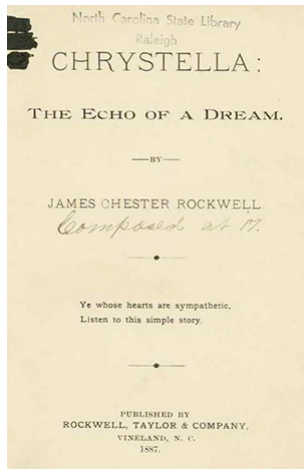 North Carolina State Library
Raleigh
CHRYSTELLA:
THE ECHO OF A DREAM.
BY
JAMES CHESTER ROCKWELL
Composed at 17.
Ye whose hearts are sympathetic,
Listen to this simple story.
PUBLISHED BY
ROCKWELL, TAYLOR & COMPANY,
VINELAND, N. C.
1887.